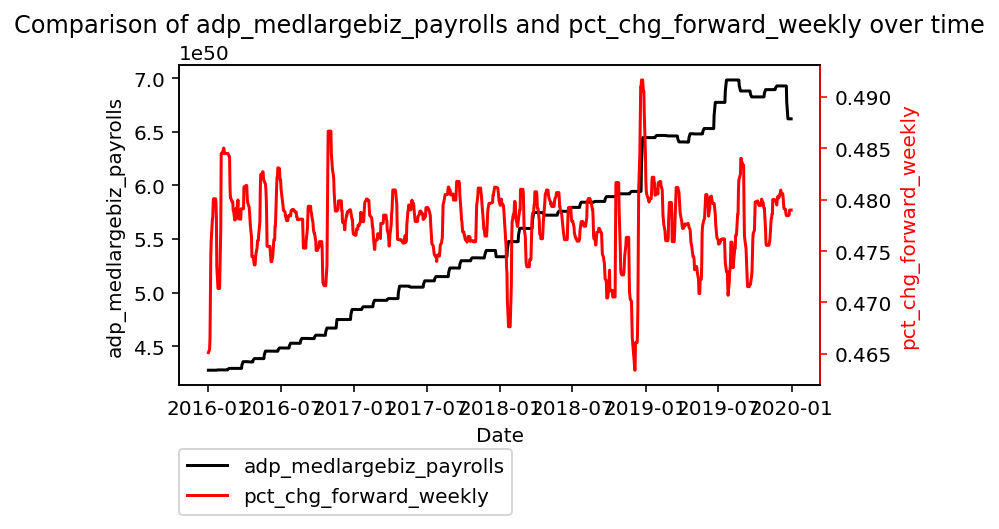 Comparison of adp_medlargebiz_payrolls and pct_chg_forward_weekly over time
1e50
7.0
6.5
6.0
5.5
5.0
4.5
adp_medlargebiz_payrolls
0.490
0.485
0.480
0.475
0.470
0.465
pct_chg_forward_weekly
2016-01 2016-07 2017-01 2017-07 2018-01 2018-07 2019-01 2019-07 2020-01
Date
adp_medlargebiz_payrolls
pct_chg_forward_weekly